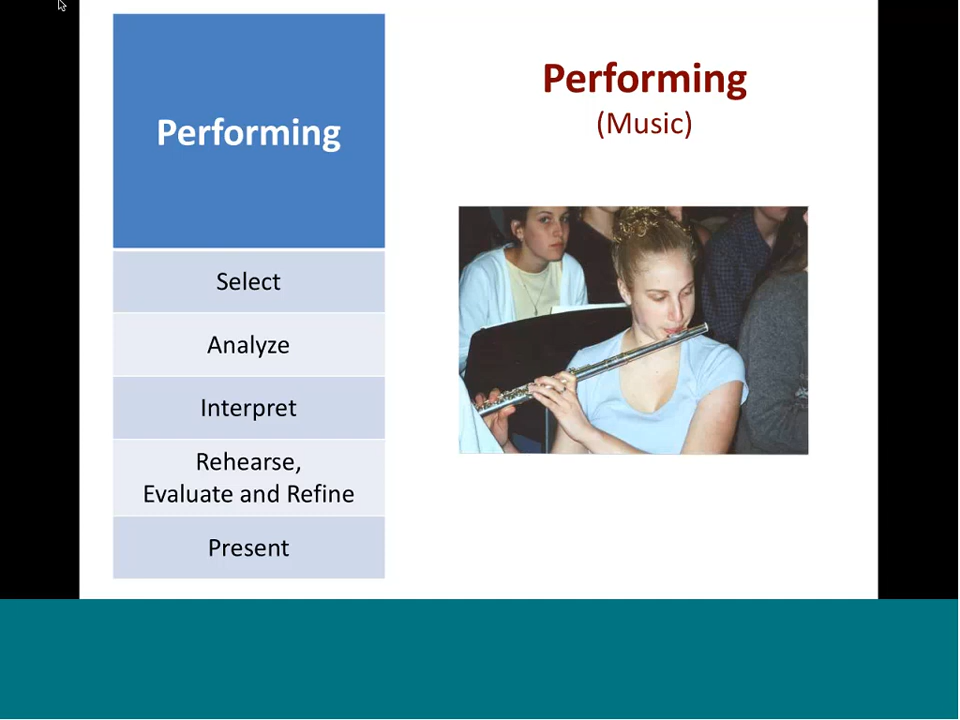 Performing
Select
Analyze
Interpret
Rehearse,
Evaluate and Refine
Present
Performing
(Music)